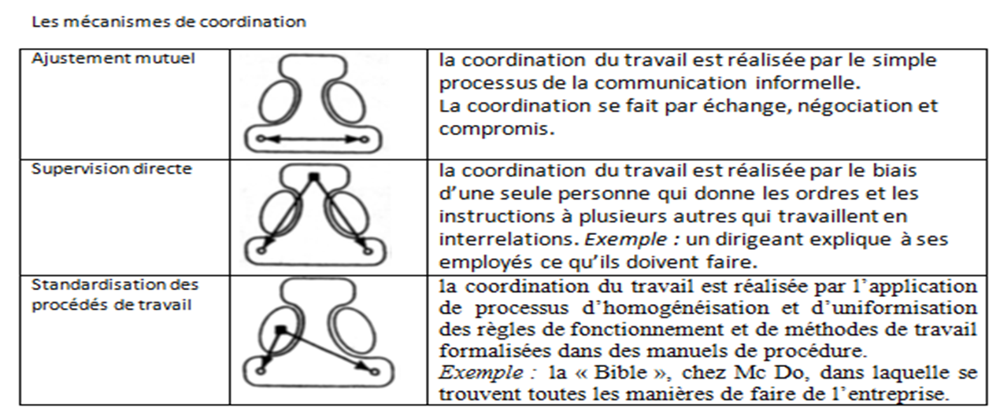 Les mécanismes de coordination
Ajustement mutuel
la coordination du travail est réalisée par le simple
processus de la communication informelle.
La coordination se fait par échange, négociation et
compromis.
Supervision directe
la coordination du travail est réalisée par le biais
d’une seule personne qui donne les ordres et les
instructions à plusieurs autres qui travaillent en
interrelations. Exemple : un dirigeant explique à ses
employés ce qu’ils doivent faire.
Standardisation des
procédés de travail
la coordination du travail est réalisée par l’application
de processus d’homogénéisation et d’uniformisation
des règles de fonctionnement et de méthodes de travail
formalisées dans des manuels de procédure.
Exemple : la « Bible », chez Mc Do, dans laquelle se
trouvent toutes les manières de faire de l’entreprise.